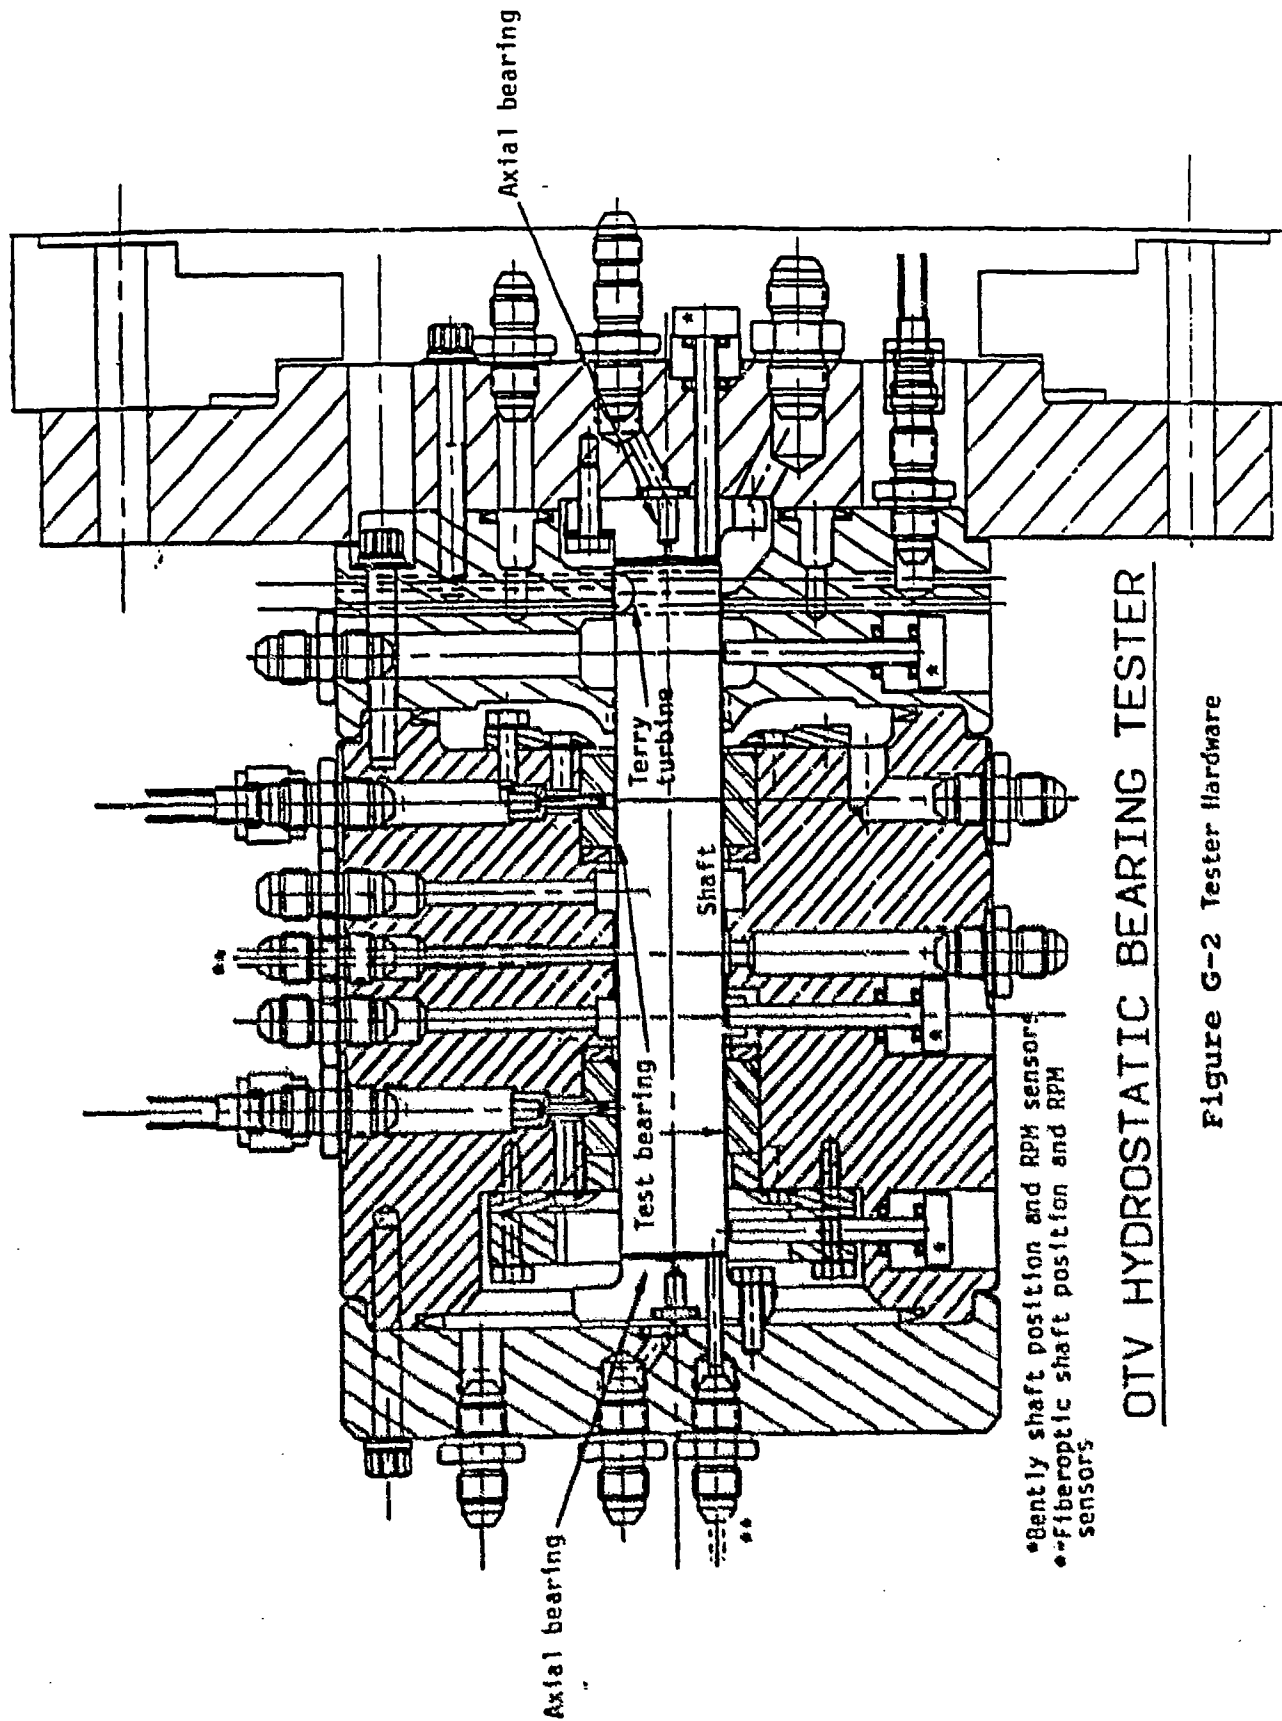 Axial bearing
Axial bearing
Terry
turbine
Shaft
Test bearing
**
*
*
*
*
**
*Bently shaft position and RPM sensors
**Fiberoptic shaft position and RPM
sensors
OTV HYDROSTATIC BEARING TESTER
Figure G-2 Tester Hardware